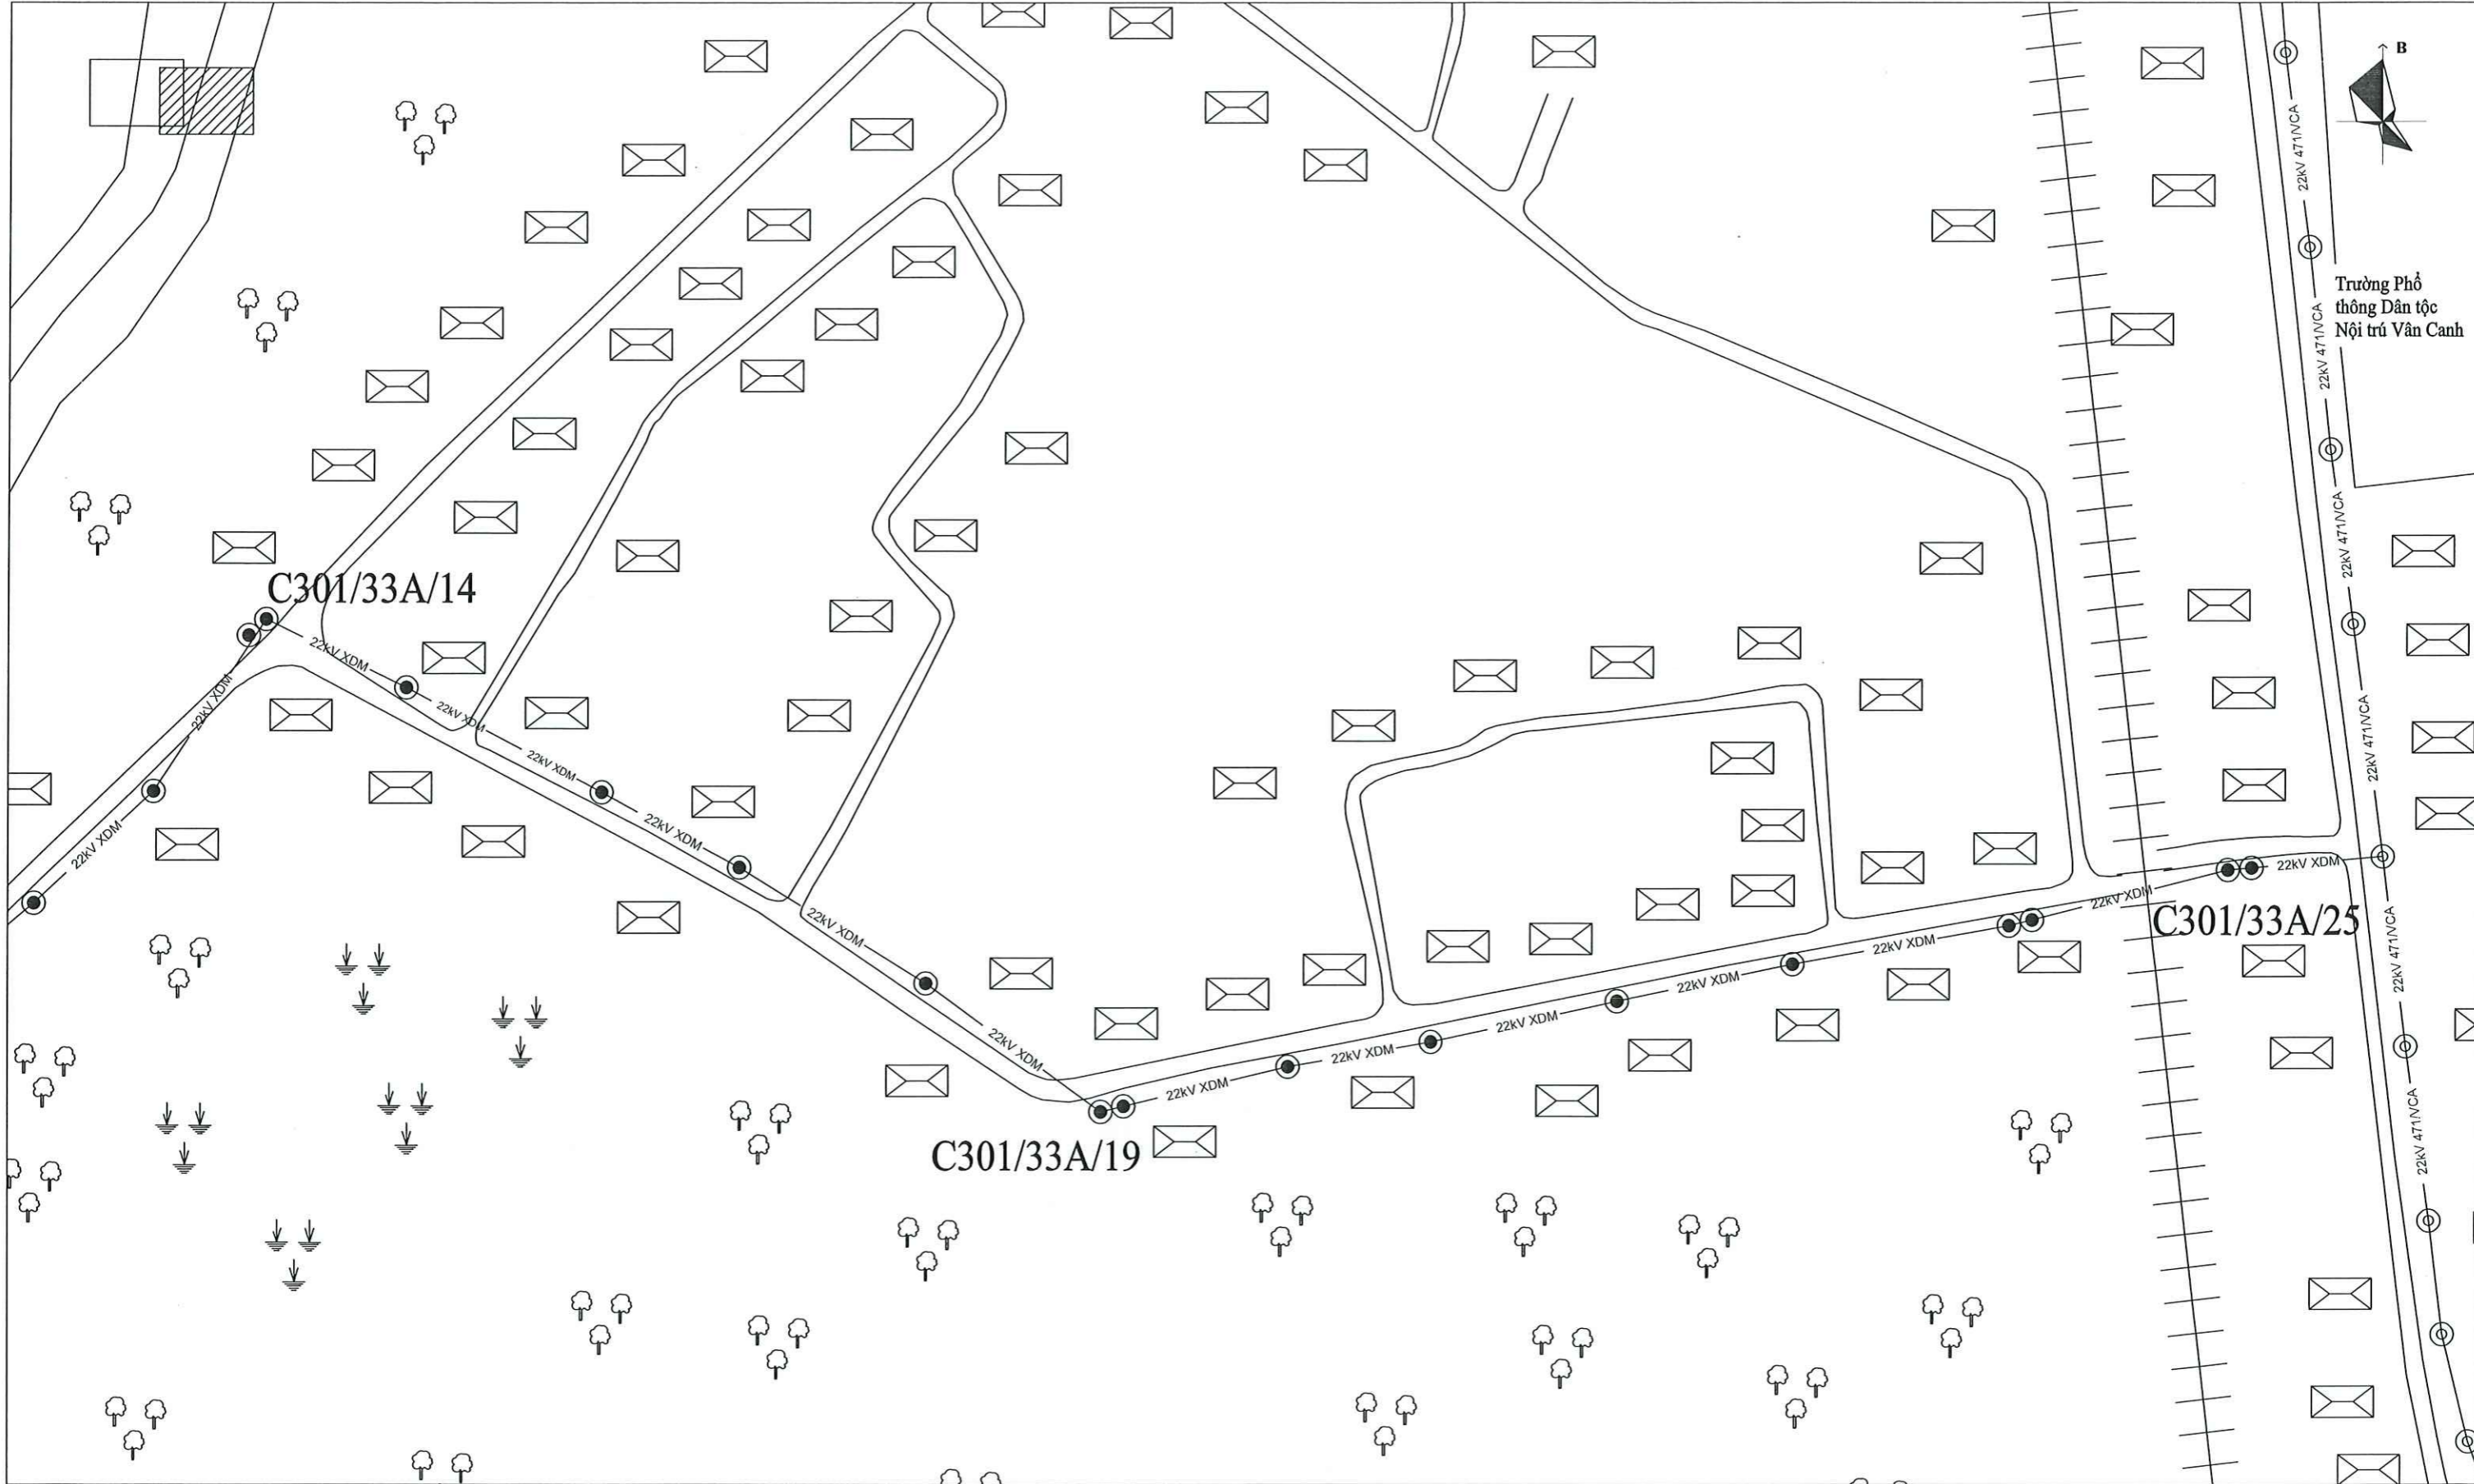 B
22kV 471/VCA
Trường Phổ
thông Dân tộc
Nội trú Vân Canh
22kV 471/VCA
22kV 471/VCA
C301/33A/14
22kV XDM
22kV XDM
22kV XDM
22kV XDM
22kV 471/VCA
22kV XDM
22kV XDM
22kV XDM
22kV XDM
22kV XDM
C301/33A/25
22kV XDM
22kV XDM
22kV XDM
22kV XDM
22kV 471/VCA
22kV XDM
22kV XDM
22kV XDM
22kV 471/VCA
C301/33A/19